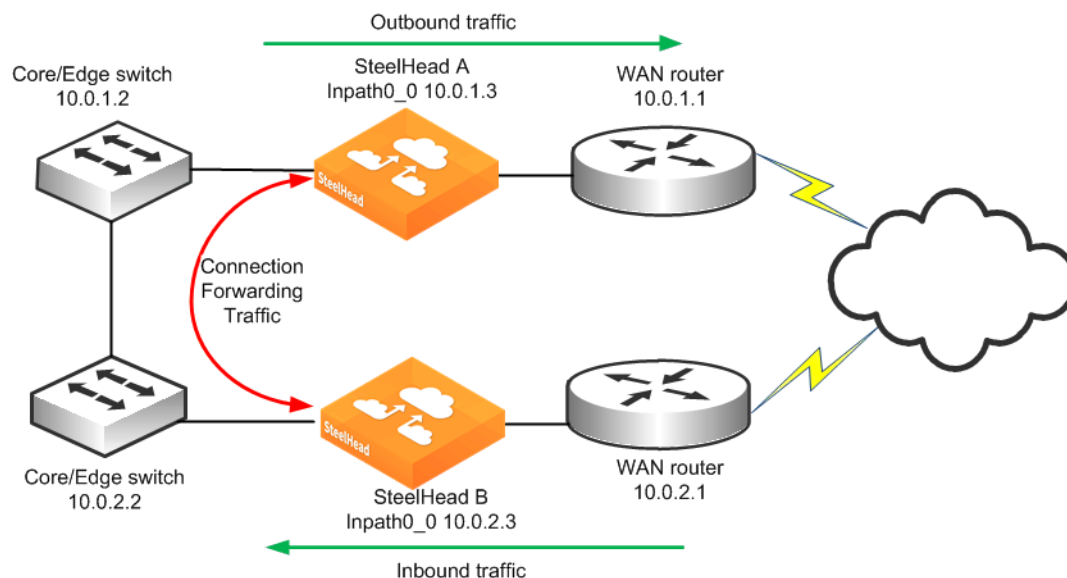 Outbound traffic
Core/Edge switch
10.0.1.2
SteelHead A
Inpath0_0 10.0.1.3
WAN router
10.0.1.1
SteelHead
Connection
Forwarding
Traffic
SteelHead
Core/Edge switch
10.0.2.2
SteelHead B
Inpath0_0 10.0.2.3
WAN router
10.0.2.1
Inbound traffic